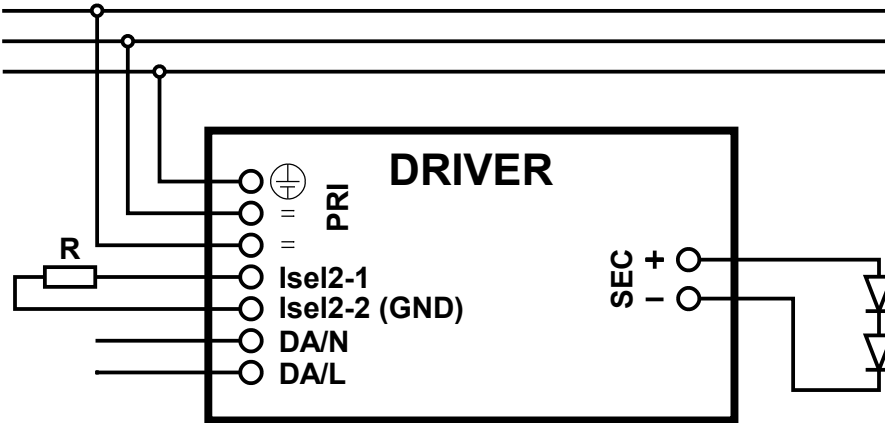 DRIVER
PRI
=
=
R
Isel2-1
Isel2-2 (GND)
DA/N
DA/L
SEC
+
−